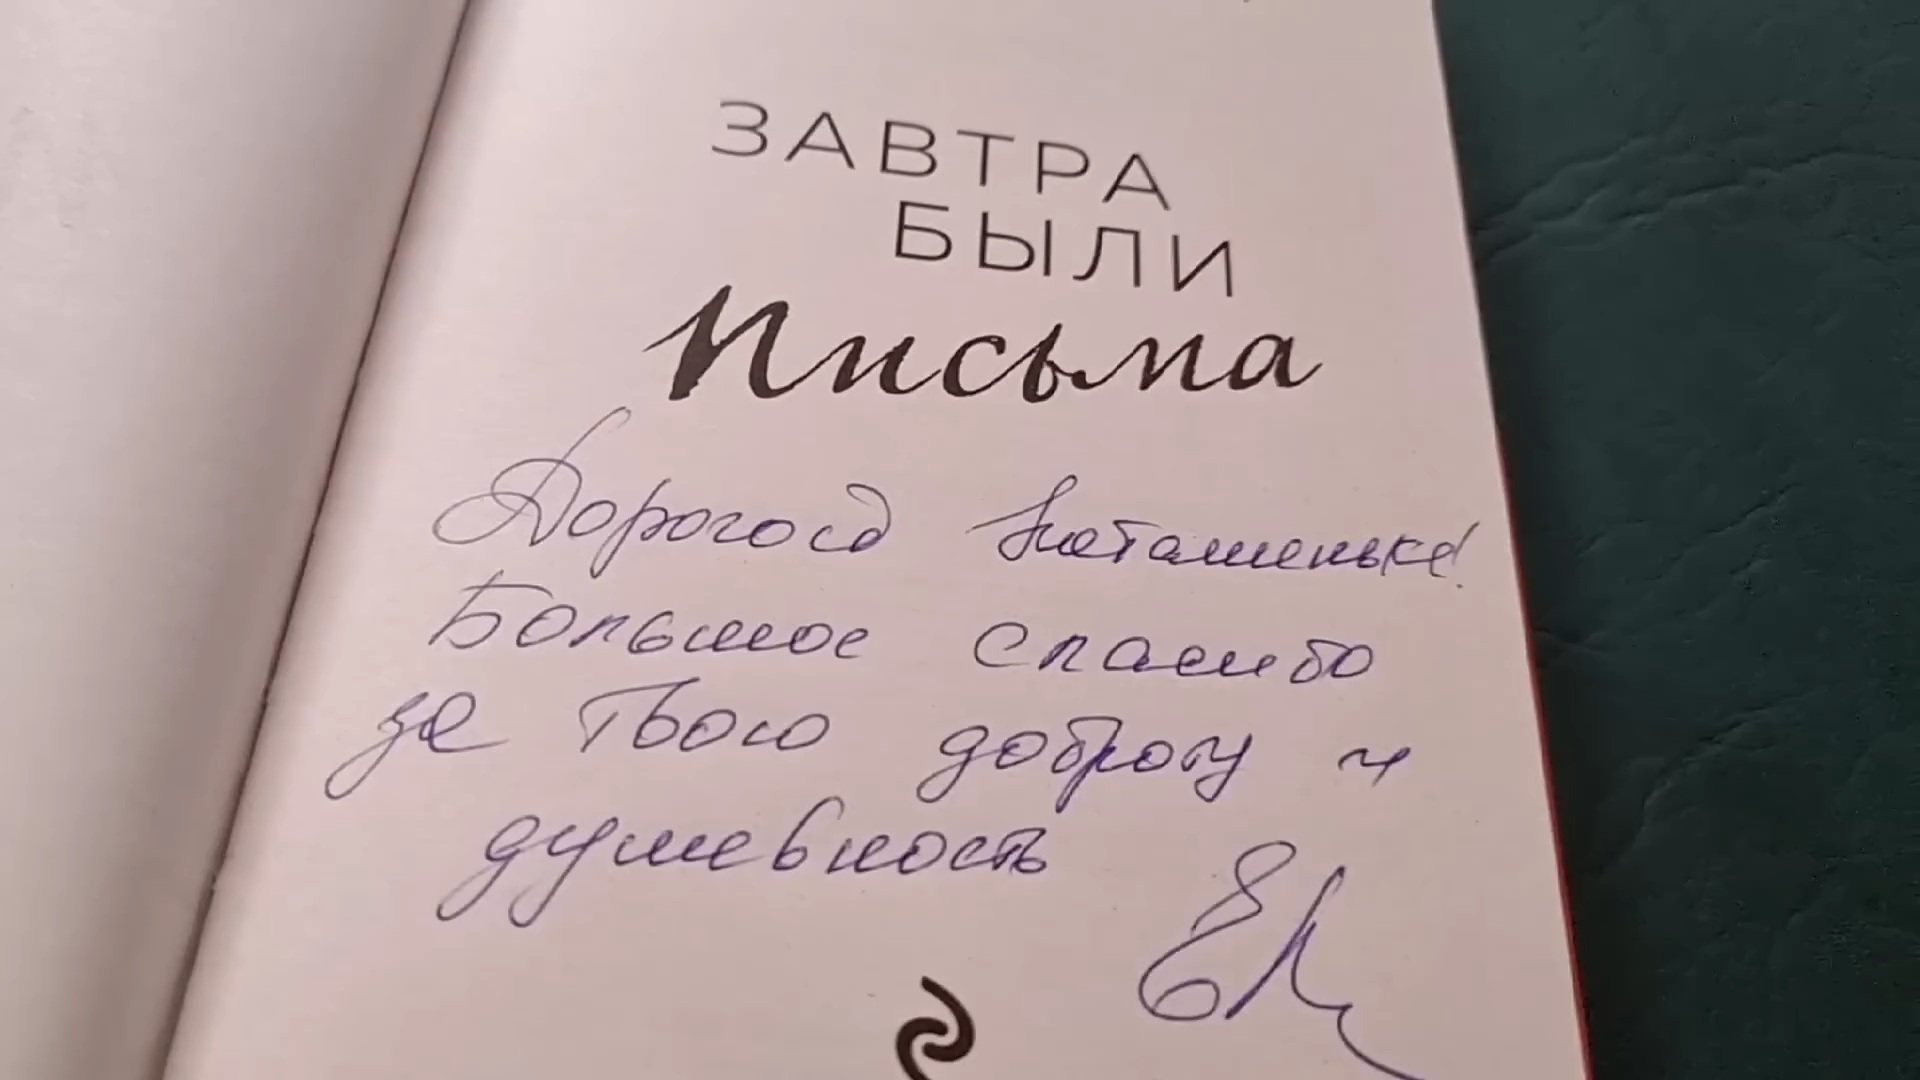 ЗАВТРА
БЫЛИ
Письма
Дорогой Наташеньке!
Большое спасибо
за твою доброту и
душевность